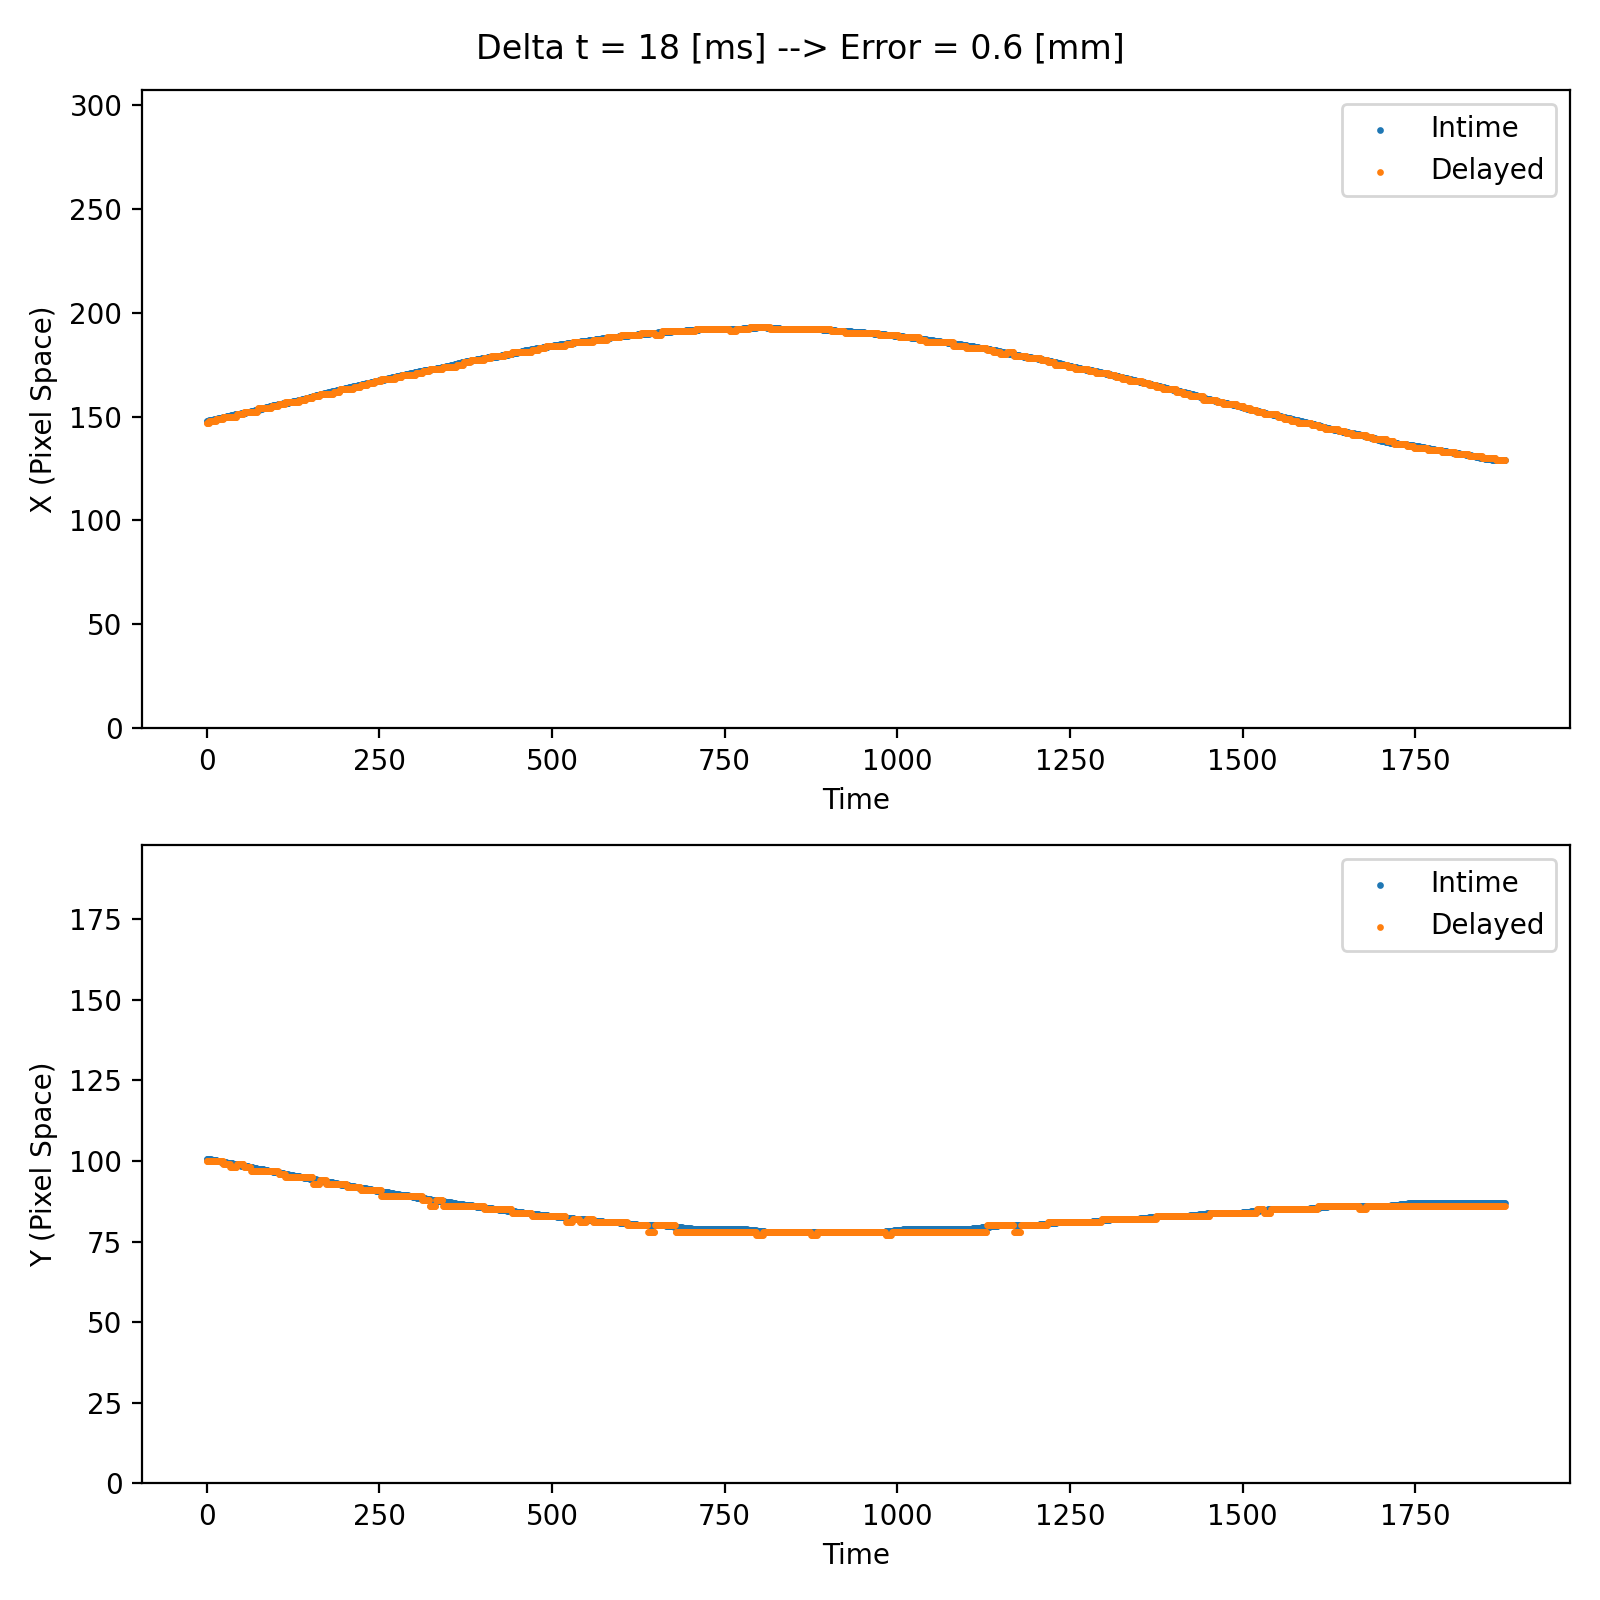 Delta t = 18 [ms] --> Error = 0.6 [mm]
300
250
200
150
100
50
0
X (Pixel Space)
Intime
Delayed
0 250 500 750 1000 1250 1500 1750
Time
175
150
125
100
75
50
25
0
Y (Pixel Space)
Intime
Delayed
0 250 500 750 1000 1250 1500 1750
Time